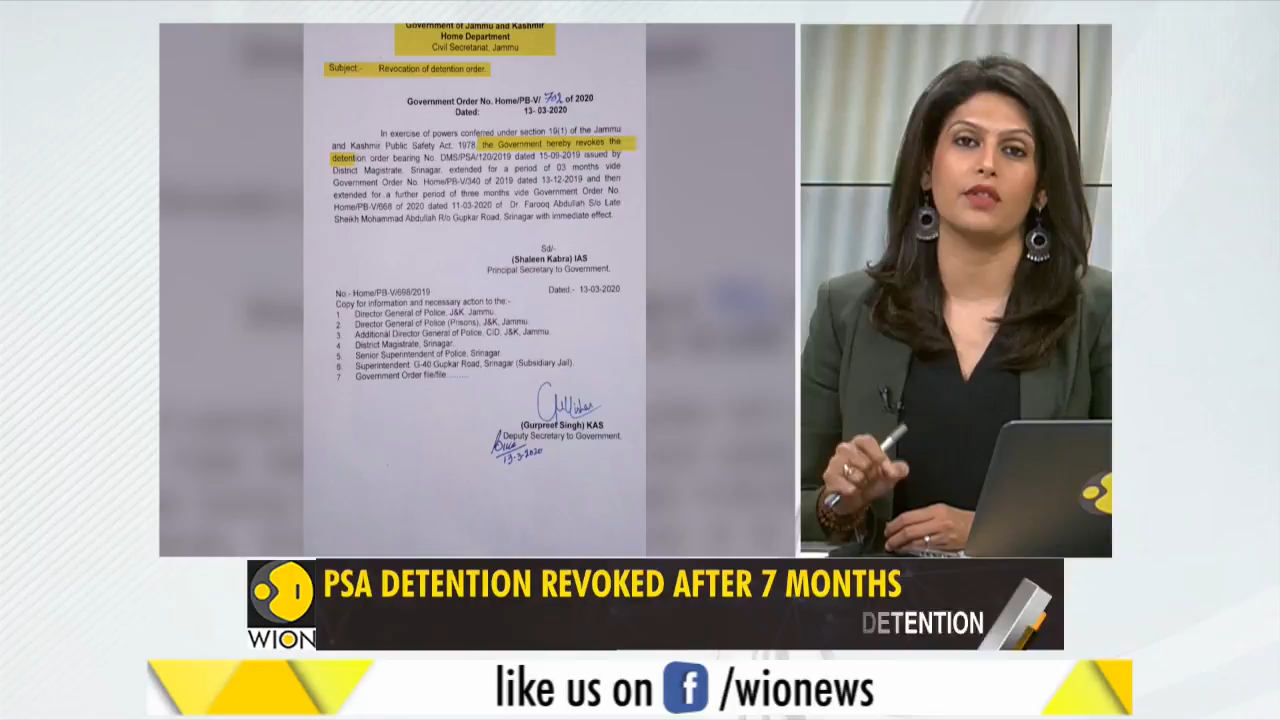 Government of Jammu and Kashmir
Home Department
Civil Secretariat, Jammu
Subject:- Revocation of detention order.
Government Order No. Home/PB-V/ 702 of 2020
Dated: 13-03-2020
In exercise of powers conferred under section 19(1) of the Jammu
and Kashmir Public Safety Act, 1978, the Government hereby revokes the
detention order bearing No. DMS/PSA/120/2019 dated 15-09-2019 issued by
District Magistrate, Srinagar, extended for a period of 03 months vide
Government Order No. Home/PB-V/340 of 2019 dated 13-12-2019 and then
extended for a further period of three months vide Government Order No.
Home/PB-V/668 of 2020 dated 11-03-2020 of Dr. Farooq Abdullah S/o Late
Sheikh Mohammad Abdullah R/o Gupkar Road, Srinagar with immediate effect.
Sd/-
(Shaleen Kabra) IAS
Principal Secretary to Government.
No:- Home/PB-V/698/2019 Dated:- 13-03-2020
Copy for information and necessary action to the:-
1. Director General of Police, J&K, Jammu.
2. Director General of Police (Prisons), J&K, Jammu.
3. Additional Director General of Police, CID, J&K, Jammu.
4. District Magistrate, Srinagar.
5. Senior Superintendent of Police, Srinagar.
6. Superintendent G-40 Gupkar Road, Srinagar (Subsidiary Jail).
7 Government Order file/file .........
(Gurpreet Singh) KAS
Deputy Secretary to Government.
13-3-2020
PSA DETENTION REVOKED AFTER 7 MONTHS
DETENTION
WION
like us on f /wionews